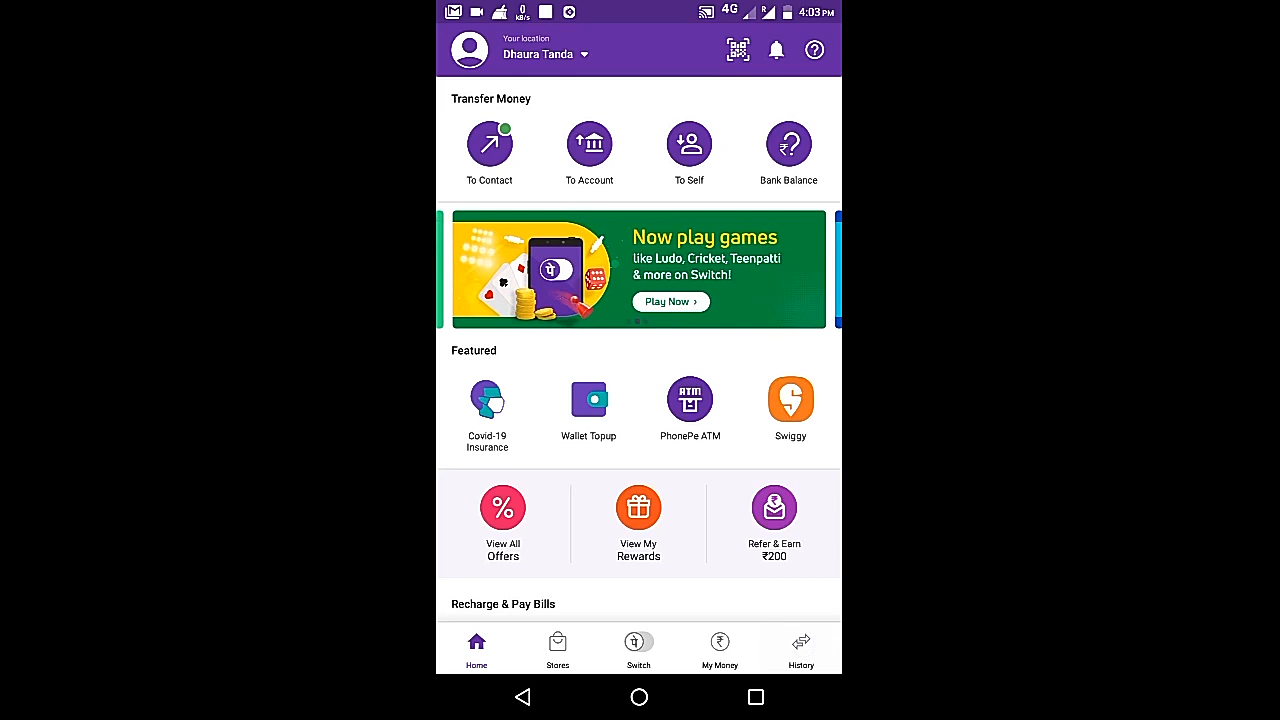 0
KB/s
4G
R
4:03 PM
Your location
Dhaura Tanda
Transfer Money
To Contact
To Account
To Self
Bank Balance
Now play games
like Ludo, Cricket, Teenpatti
& more on Switch!
Play Now ›
पे
Featured
ATM
Covid-19
Insurance
Wallet Topup
PhonePe ATM
Swiggy
View All
Offers
View My
Rewards
Refer & Earn
₹200
Recharge & Pay Bills
पे
Home
Stores
Switch
My Money
History